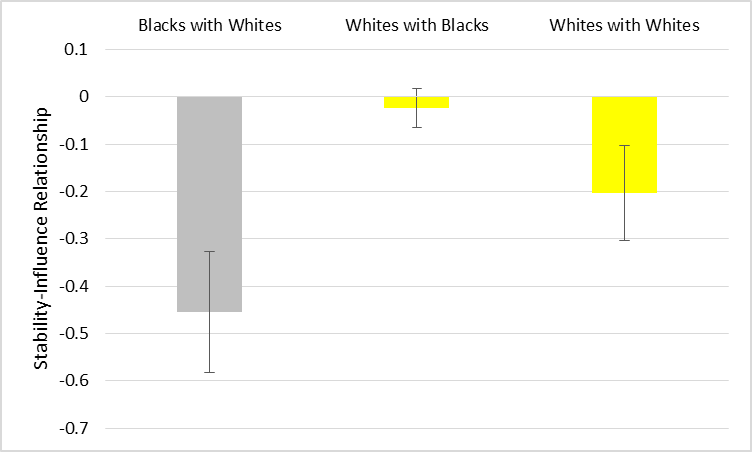 Blacks with Whites
Whites with Blacks
Whites with Whites
Stability-Influence Relationship
0.1
0
-0.1
-0.2
-0.3
-0.4
-0.5
-0.6
-0.7